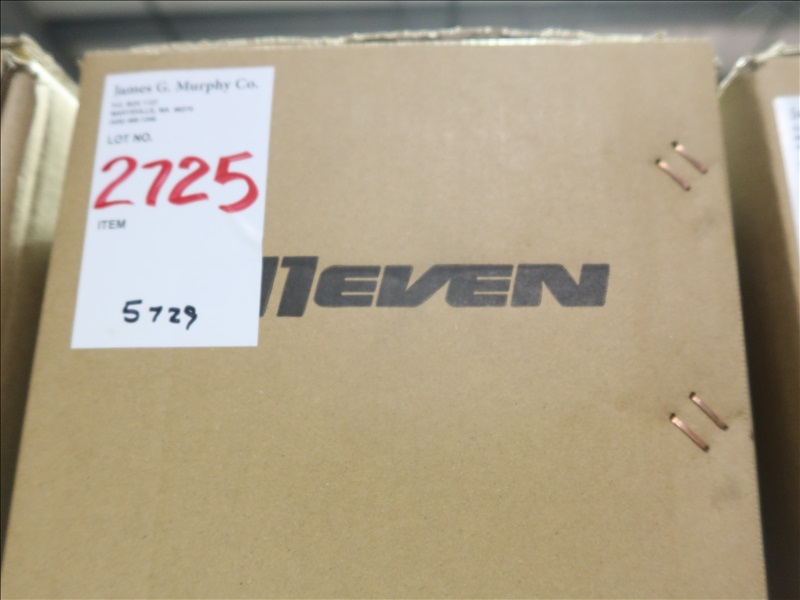 James G. Murphy Co.
LOT NO.
2725
ITEM
5729
11EVEN